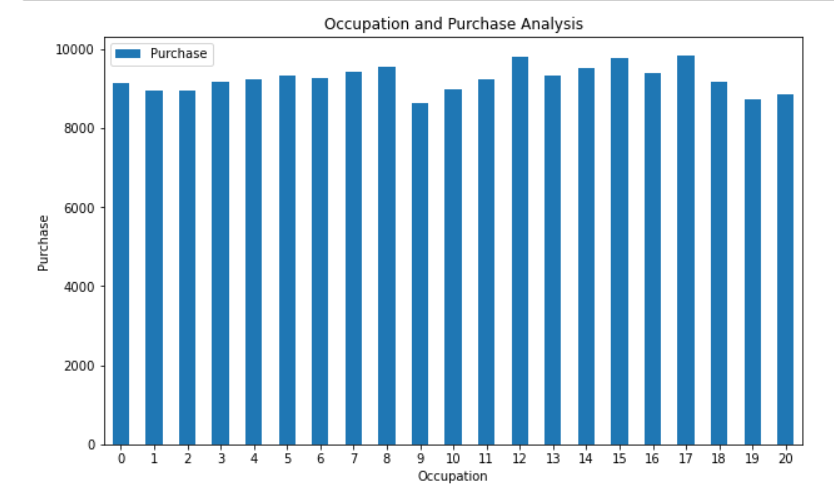 Occupation and Purchase Analysis
Purchase
10000
8000
6000
4000
2000
0
Purchase
0 1 2 3 4 5 6 7 8 9 10 11 12 13 14 15 16 17 18 19 20
Occupation